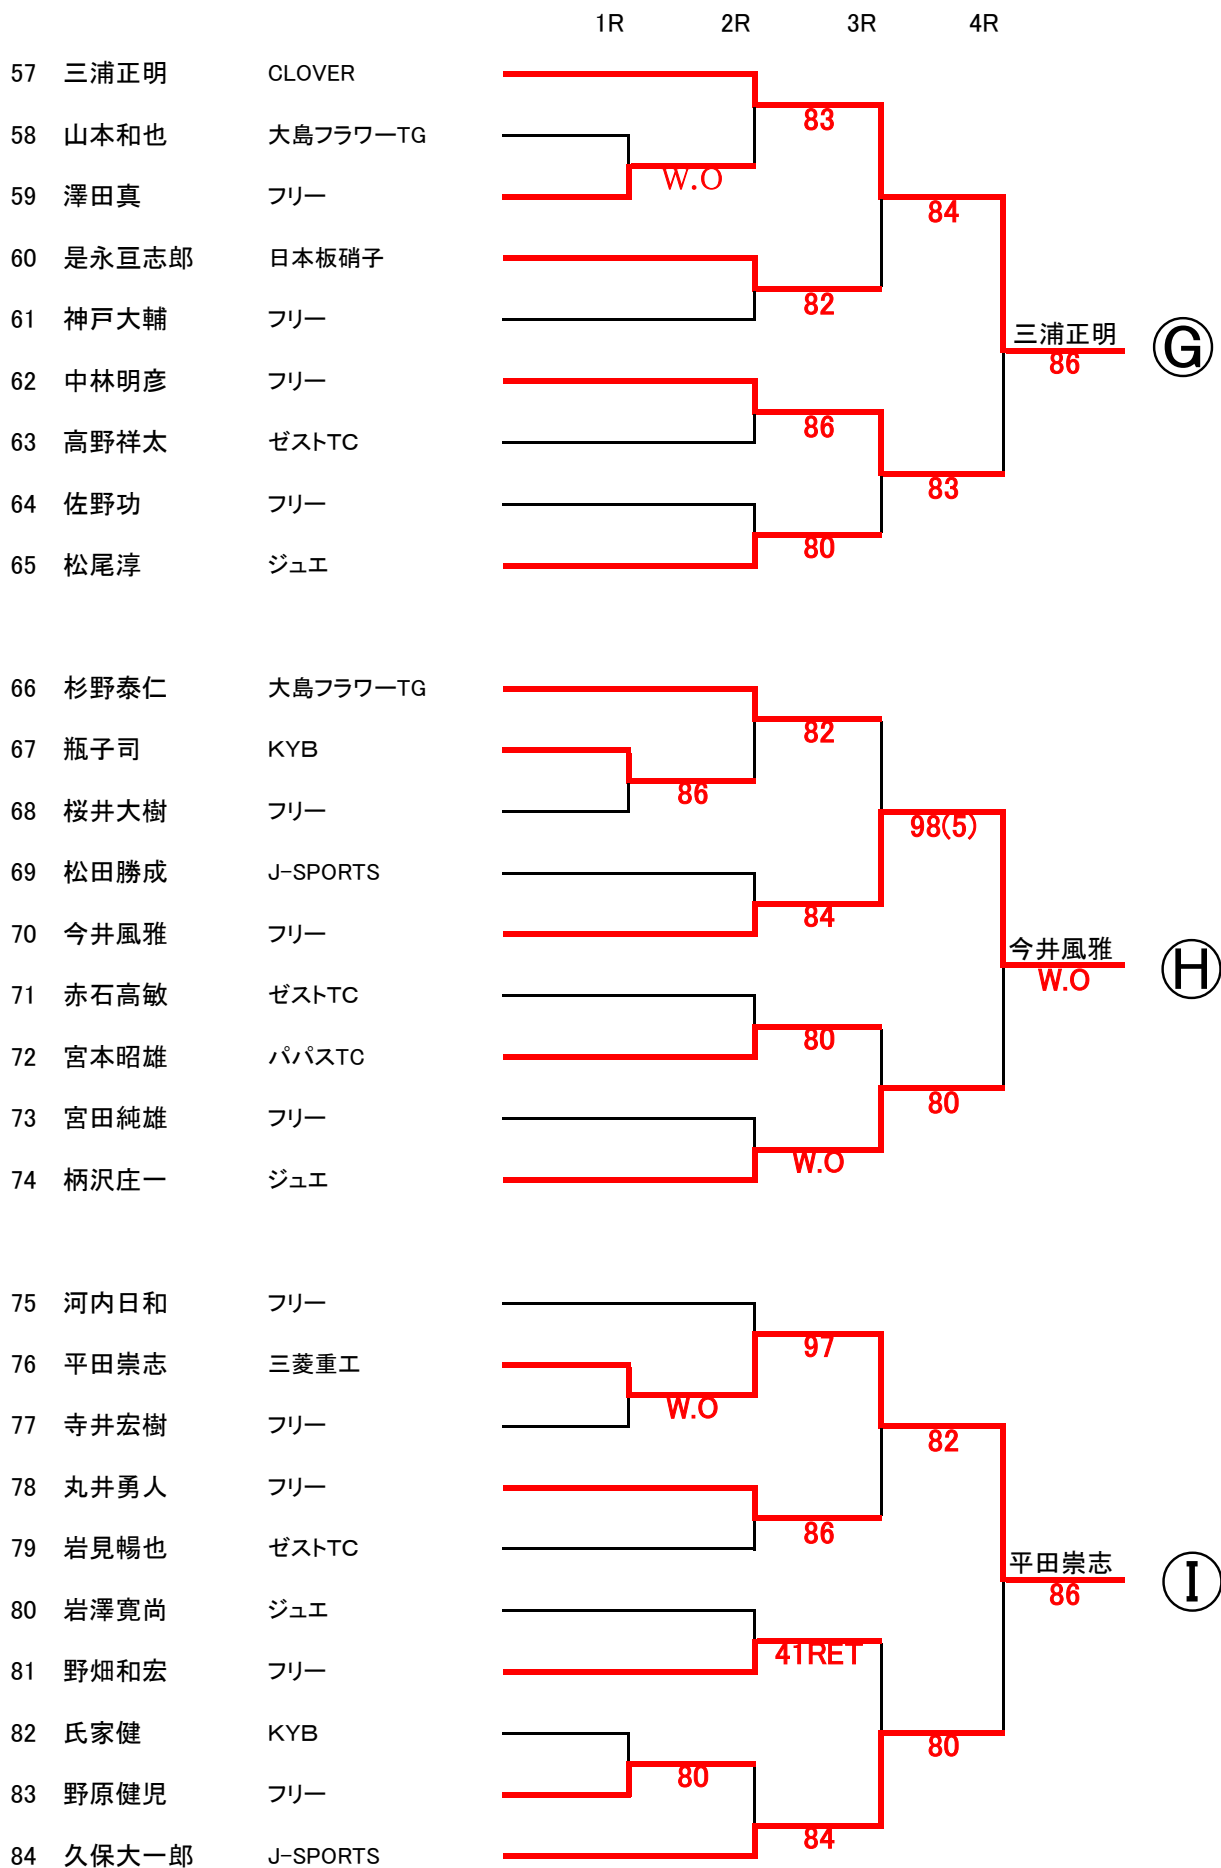 1R 2R 3R 4R
57 三浦正明 CLOVER
83
58 山本和也 大島フラワーTG
W.O
59 澤田真 フリー
84
60 是永亘志郎 日本板硝子
82
61 神戸大輔 フリー
三浦正明 G
86
62 中林明彦 フリー
86
63 高野祥太 ゼストTC
83
64 佐野功 フリー
80
65 松尾淳 ジュエ
66 杉野泰仁 大島フラワーTG
82
67 瓶子司 KYB
86
68 桜井大樹 フリー
98(5)
69 松田勝成 J-SPORTS
84
70 今井風雅 フリー
今井風雅 H
W.O
71 赤石高敏 ゼストTC
80
72 宮本昭雄 パパスTC
80
73 宮田純雄 フリー
W.O
74 柄沢庄一 ジュエ
75 河内日和 フリー
97
76 平田崇志 三菱重工
W.O
77 寺井宏樹 フリー
82
78 丸井勇人 フリー
86
79 岩見暢也 ゼストTC
平田崇志 I
86
80 岩澤寛尚 ジュエ
41RET
81 野畑和宏 フリー
82 氏家健 KYB
80
80
83 野原健児 フリー
84
84 久保大一郎 J-SPORTS